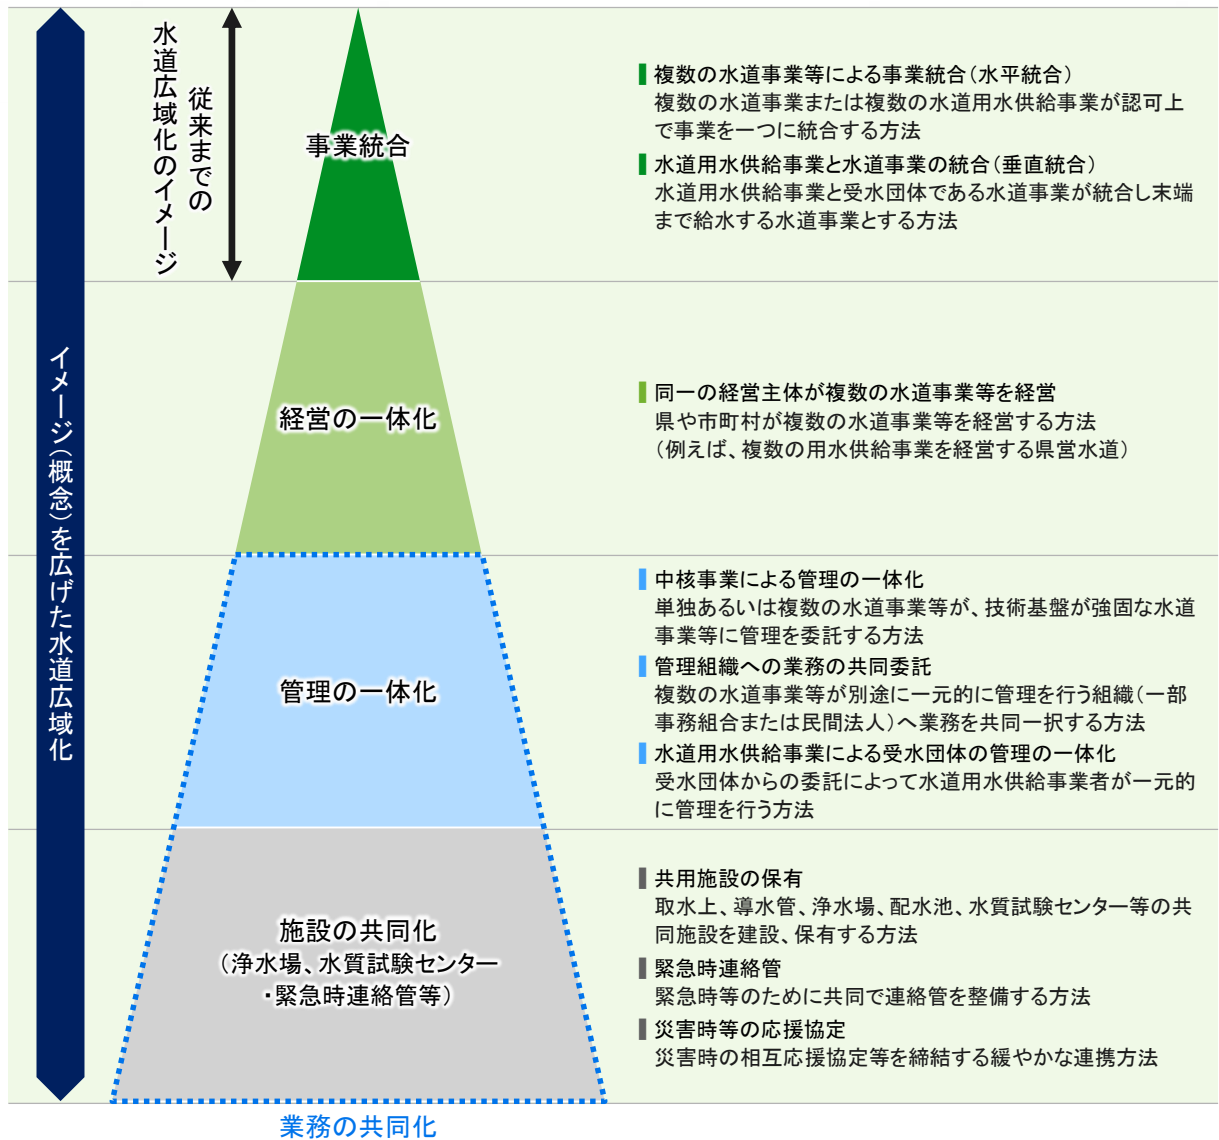 イメージ(概念)を広げた水道広域化
従来までの
水道広域化のイメージ
事業統合
複数の水道事業等による事業統合(水平統合)
複数の水道事業または複数の水道用水供給事業が認可上
で事業を一つに統合する方法
水道用水供給事業と水道事業の統合(垂直統合)
水道用水供給事業と受水団体である水道事業が統合し末端
まで給水する水道事業とする方法
経営の一体化
同一の経営主体が複数の水道事業等を経営
県や市町村が複数の水道事業等を経営する方法
(例えば、複数の用水供給事業を経営する県営水道)
管理の一体化
中核事業による管理の一体化
単独あるいは複数の水道事業等が、技術基盤が強固な水道
事業等に管理を委託する方法
管理組織への業務の共同委託
複数の水道事業等が別途に一元的に管理を行う組織(一部
事務組合または民間法人)へ業務を共同一択する方法
水道用水供給事業による受水団体の管理の一体化
受水団体からの委託によって水道用水供給事業者が一元的
に管理を行う方法
施設の共同化
(浄水場、水質試験センター
・緊急時連絡管等)
共用施設の保有
取水上、導水管、浄水場、配水池、水質試験センター等の共
同施設を建設、保有する方法
緊急時連絡管
緊急時等のために共同で連絡管を整備する方法
災害時等の応援協定
災害時の相互応援協定等を締結する緩やかな連携方法
業務の共同化